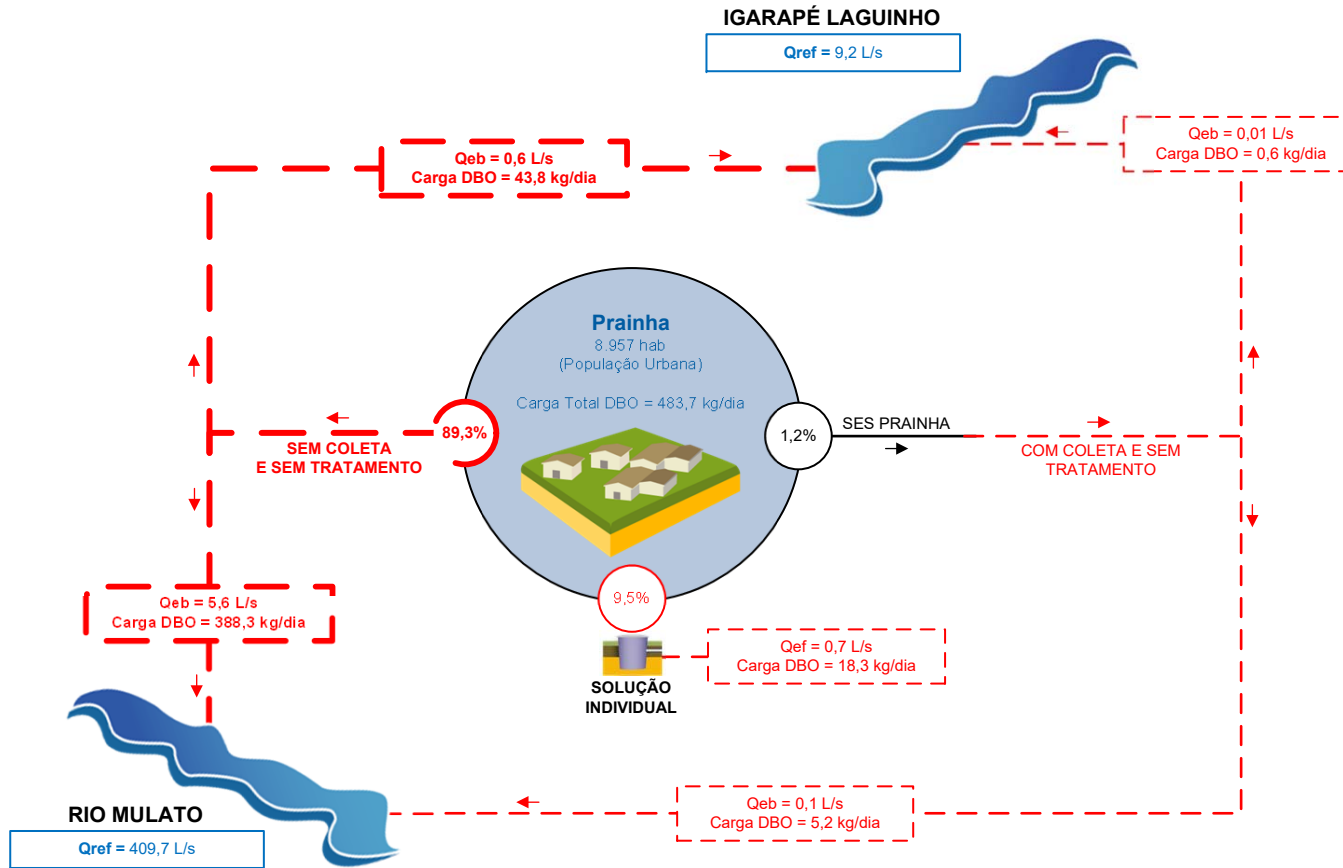 IGARAPÉ LAGUINHO
Qref = 9,2 L/s
Qeb = 0,6 L/s
Carga DBO = 43,8 kg/dia
Qeb = 0,01 L/s
Carga DBO = 0,6 kg/dia
Prainha
8.957 hab
(População Urbana)
Carga Total DBO = 483,7 kg/dia
89,3%
SEM COLETA
E SEM TRATAMENTO
1,2%
SES PRAINHA
COM COLETA E SEM
TRATAMENTO
9,5%
SOLUÇÃO
INDIVIDUAL
Qef = 0,7 L/s
Carga DBO = 18,3 kg/dia
Qeb = 5,6 L/s
Carga DBO = 388,3 kg/dia
RIO MULATO
Qref = 409,7 L/s
Qeb = 0,1 L/s
Carga DBO = 5,2 kg/dia